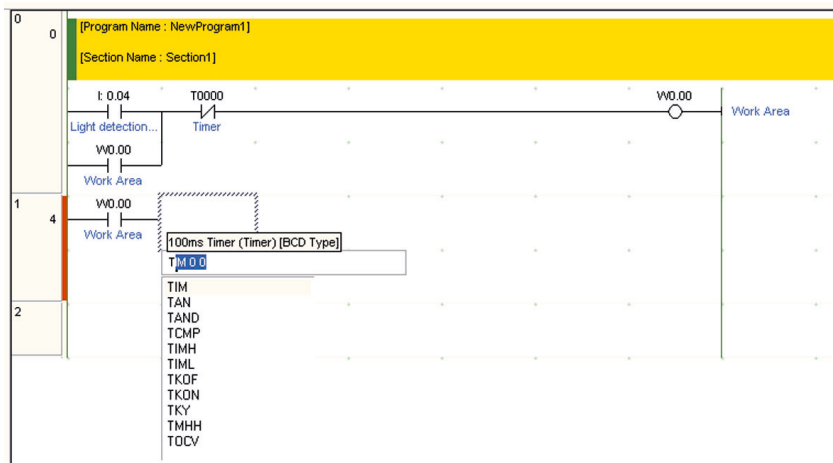 0
0
[Program Name : NewProgram1]
[Section Name : Section1]
I: 0.04 T0000 W0.00
Light detection... Timer Work Area
W0.00
Work Area
1
4
W0.00
Work Area
100ms Timer (Timer) [BCD Type]
TIM 0 0
TIM
TAN
TAND
TCMP
TIMH
TIML
TKOF
TKON
TKY
TMHH
TOCV
2